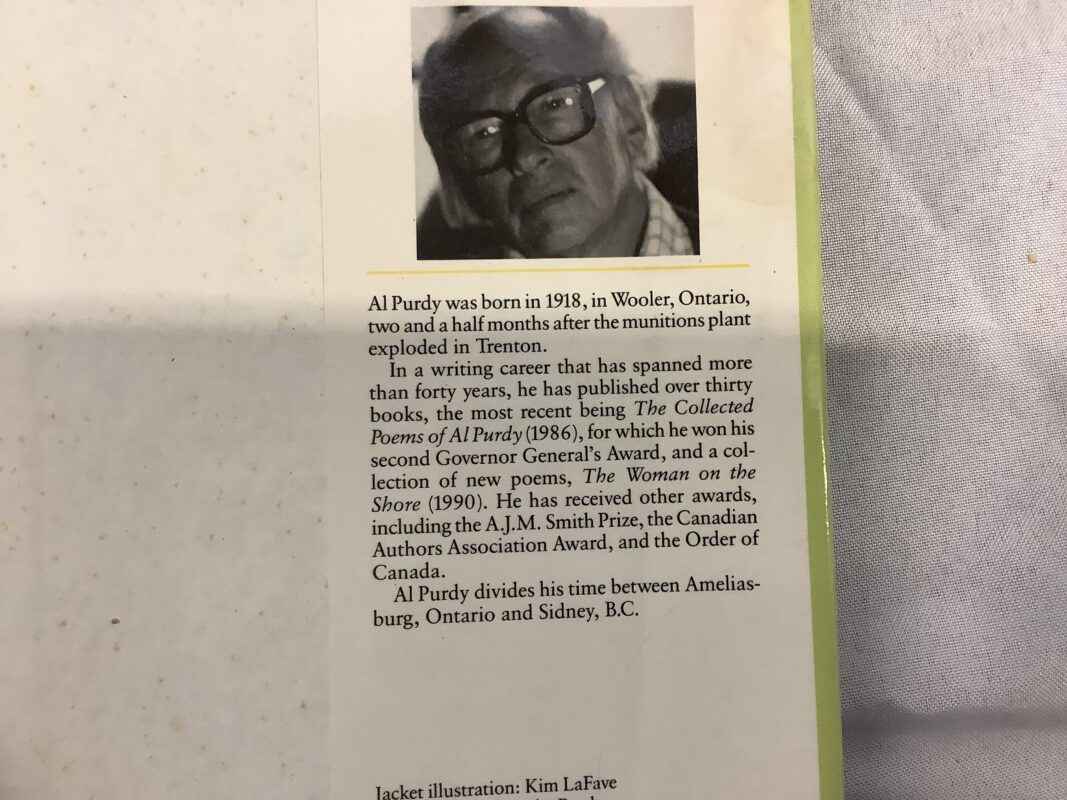 Al Purdy was born in 1918, in Wooler, Ontario,
two and a half months after the munitions plant
exploded in Trenton.
In a writing career that has spanned more
than forty years, he has published over thirty
books, the most recent being The Collected
Poems of Al Purdy (1986), for which he won his
second Governor General's Award, and a col-
lection of new poems, The Woman on the
Shore (1990). He has received other awards,
including the A.J.M. Smith Prize, the Canadian
Authors Association Award, and the Order of
Canada.
Al Purdy divides his time between Amelias-
burg, Ontario and Sidney, B.C.
Jacket illustration: Kim LaFave